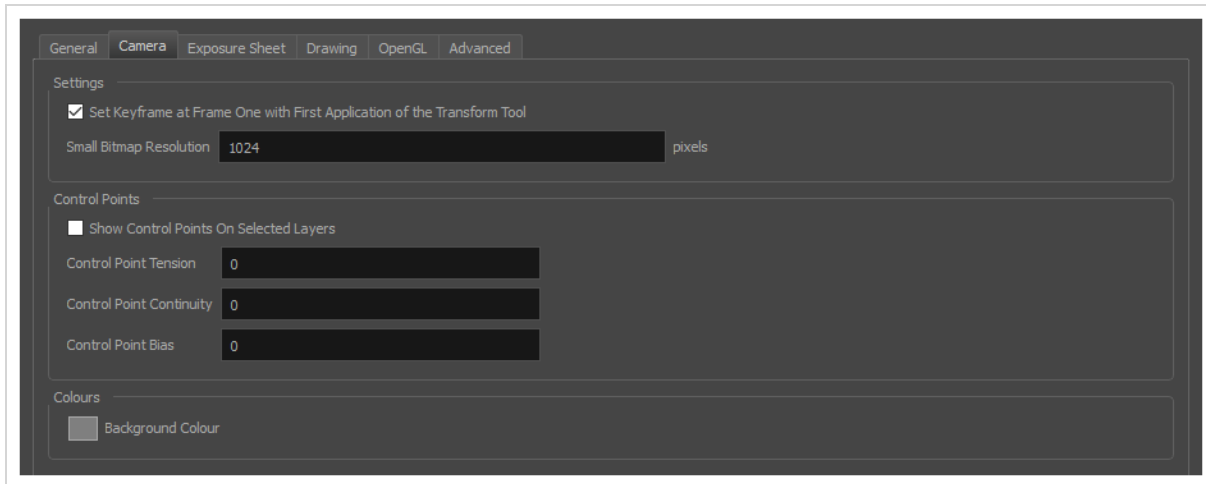 General Camera Exposure Sheet Drawing OpenGL Advanced
Settings
Set Keyframe at Frame One with First Application of the Transform Tool
Small Bitmap Resolution 1024 pixels
Control Points
Show Control Points On Selected Layers
Control Point Tension 0
Control Point Continuity 0
Control Point Bias 0
Colours
Background Colour